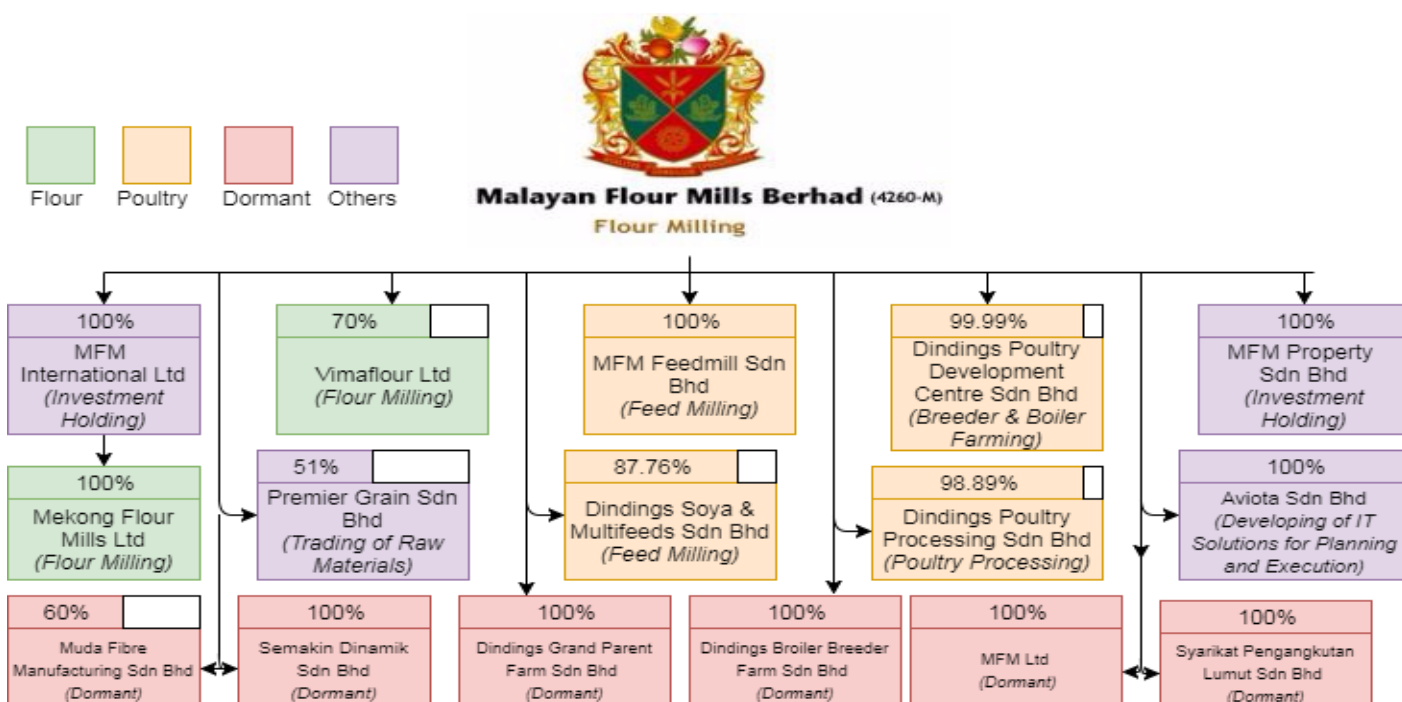 Flour
Poultry
Dormant
Others
Malayan Flour Mills Berhad (4260-M)
Flour Milling
100%
MFM
International Ltd
(Investment
Holding)
70%
Vimaflour Ltd
(Flour Milling)
100%
MFM Feedmill Sdn
Bhd
(Feed Milling)
99.99%
Dindings Poultry
Development
Centre Sdn Bhd
(Breeder & Boiler
Farming)
100%
MFM Property
Sdn Bhd
(Investment
Holding)
100%
Mekong Flour
Mills Ltd
(Flour Milling)
51%
Premier Grain Sdn
Bhd
(Trading of Raw
Materials)
87.76%
Dindings Soya &
Multifeeds Sdn Bhd
(Feed Milling)
98.89%
Dindings Poultry
Processing Sdn Bhd
(Poultry Processing)
100%
Aviota Sdn Bhd
(Developing of IT
Solutions for Planning
and Execution)
60%
Muda Fibre
Manufacturing Sdn Bhd
(Dormant)
100%
Semakin Dinamik
Sdn Bhd
(Dormant)
100%
Dindings Grand Parent
Farm Sdn Bhd
(Dormant)
100%
Dindings Broiler Breeder
Farm Sdn Bhd
(Dormant)
100%
MFM Ltd
(Dormant)
100%
Syarikat Pengangkutan
Lumut Sdn Bhd
(Dormant)